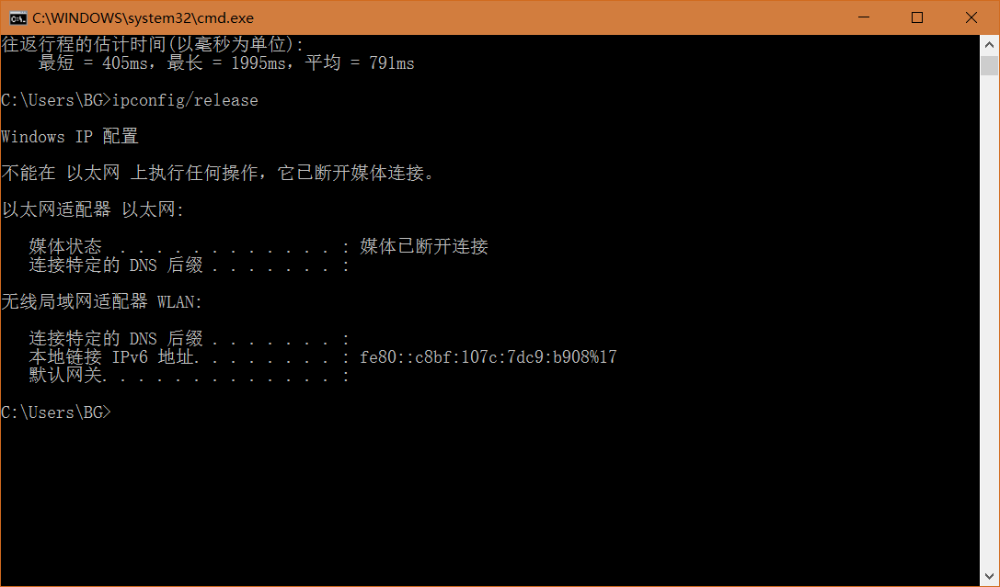 C:\WINDOWS\system32\cmd.exe
往返行程的估计时间(以毫秒为单位):
    最短 = 405ms，最长 = 1995ms，平均 = 791ms
C:\Users\BG>ipconfig/release
Windows IP 配置
不能在 以太网 上执行任何操作，它已断开媒体连接。
以太网适配器 以太网:
   媒体状态  . . . . . . . . . . . . : 媒体已断开连接
   连接特定的 DNS 后缀 . . . . . . . :
无线局域网适配器 WLAN:
   连接特定的 DNS 后缀 . . . . . . . :
   本地链接 IPv6 地址. . . . . . . . : fe80::c8bf:107c:7dc9:b908%17
   默认网关. . . . . . . . . . . . . :
C:\Users\BG>